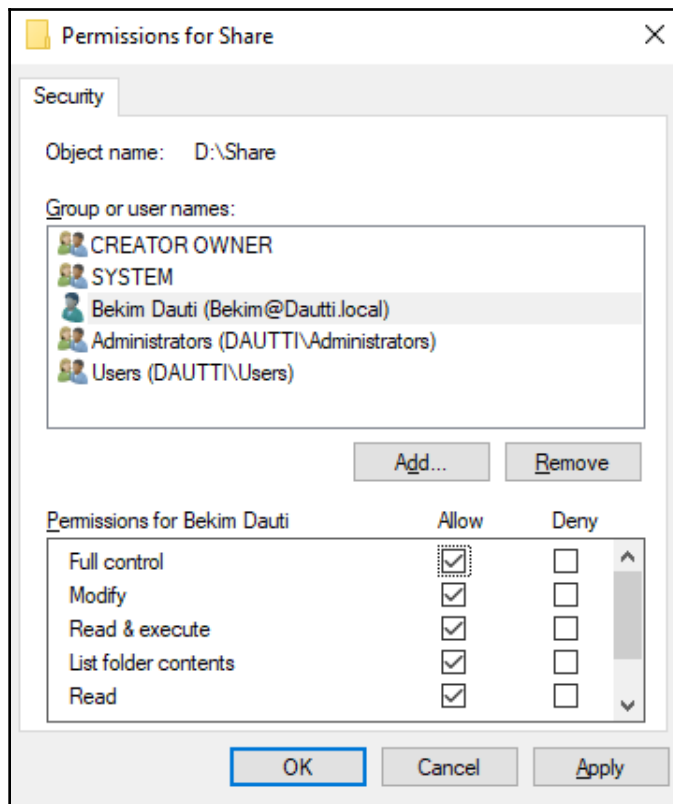 Permissions for Share
Security
Object name: D:\Share
Group or user names:
CREATOR OWNER
SYSTEM
Bekim Dauti (Bekim@Dautti.local)
Administrators (DAUTTI\Administrators)
Users (DAUTTI\Users)
Add... Remove
Permissions for Bekim Dauti Allow Deny
Full control
Modify
Read & execute
List folder contents
Read
OK Cancel Apply